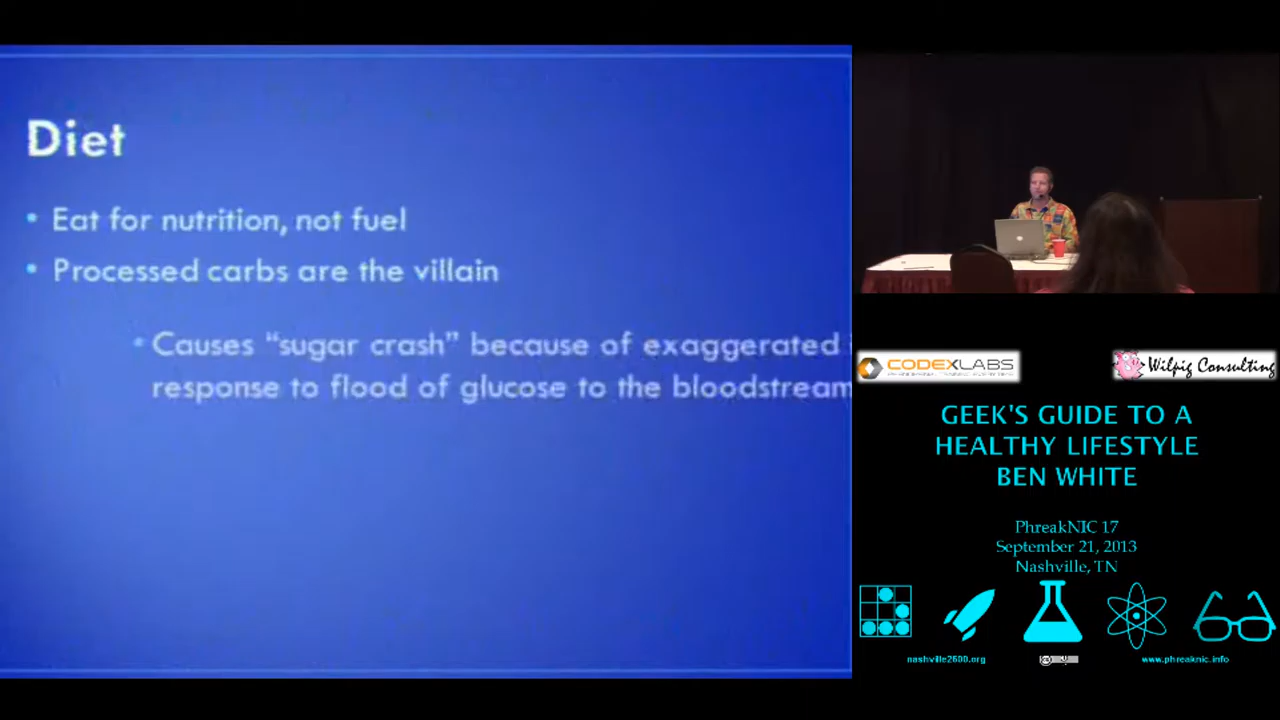 Diet
• Eat for nutrition, not fuel
• Processed carbs are the villain
• Causes “sugar crash” because of exaggerated
response to flood of glucose to the bloodstream
CODEXLABS
Wilpig Consulting
GEEK'S GUIDE TO A
HEALTHY LIFESTYLE
BEN WHITE
PhreakNIC 17
September 21, 2013
Nashville, TN
nashville2600.org
www.phreaknic.info